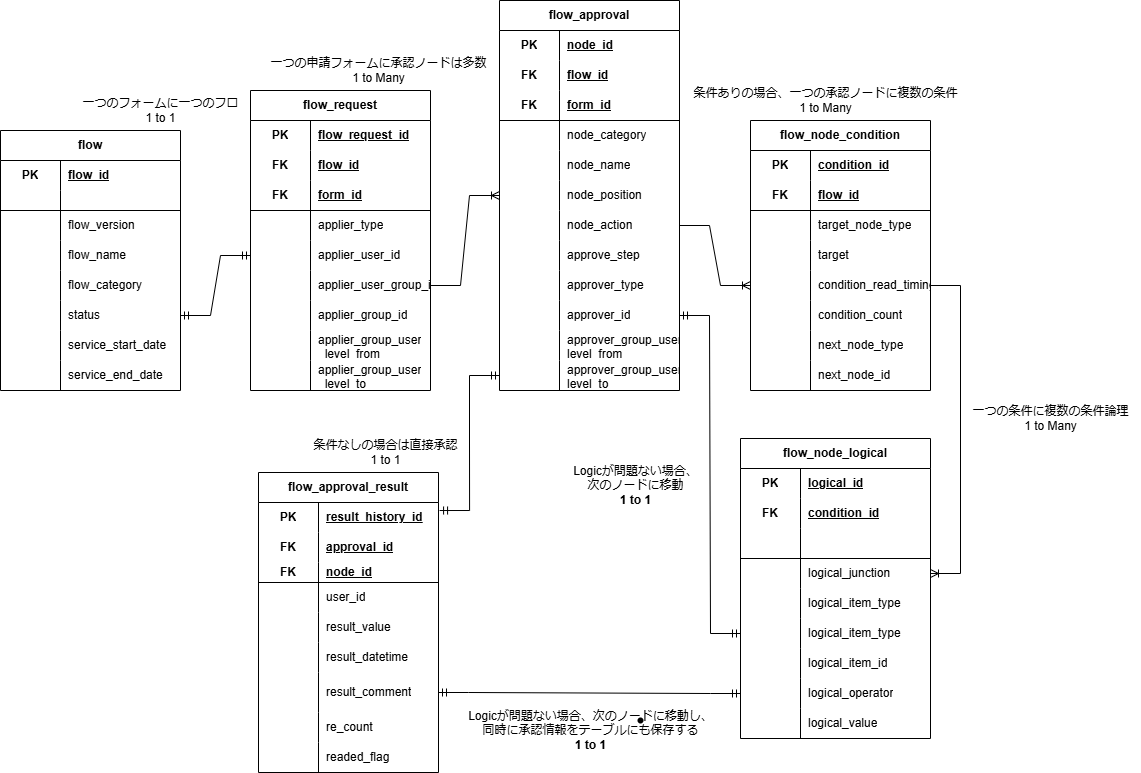 一つのフォームに一つのフロ
1 to 1
flow
PK flow_id
flow_version
flow_name
flow_category
status
service_start_date
service_end_date
一つの申請フォームに承認ノードは多数
1 to Many
flow_request
PK flow_request_id
FK flow_id
FK form_id
applier_type
applier_user_id
applier_user_group_i
applier_group_id
applier_group_user
level_from
applier_group_user
level_to
flow_approval
PK node_id
FK flow_id
FK form_id
node_category
node_name
node_position
node_action
approve_step
approver_type
approver_id
approver_group_user
level_from
approver_group_user
level_to
条件ありの場合、一つの承認ノードに複数の条件
1 to Many
flow_node_condition
PK condition_id
FK flow_id
target_node_type
target
condition_read_timing
condition_count
next_node_type
next_node_id
一つの条件に複数の条件論理
1 to Many
条件なしの場合は直接承認
1 to 1
flow_approval_result
PK result_history_id
FK approval_id
FK node_id
user_id
result_value
result_datetime
result_comment
re_count
readed_flag
Logicが問題ない場合、
次のノードに移動
1 to 1
flow_node_logical
PK logical_id
FK condition_id
logical_junction
logical_item_type
logical_item_type
logical_item_id
logical_operator
logical_value
Logicが問題ない場合、次のノードに移動し、
同時に承認情報をテーブルにも保存する
1 to 1